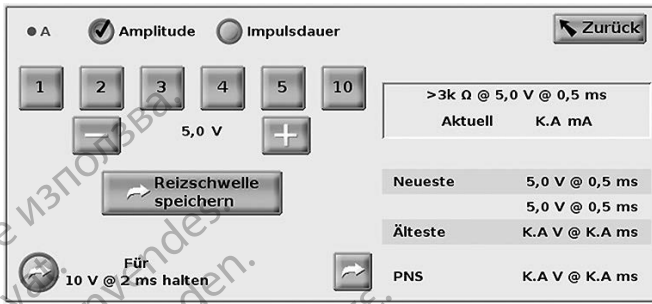 A Amplitude Impulsdauer Zurück
1 2 3 4 5 10
>3k Ω @ 5,0 V @ 0,5 ms
Aktuell K.A mA
− 5,0 V +
Reizschwelle
speichern
Neueste 5,0 V @ 0,5 ms
5,0 V @ 0,5 ms
Älteste K.A V @ K.A ms
Für
10 V @ 2 ms halten
PNS K.A V @ K.A ms
използва.